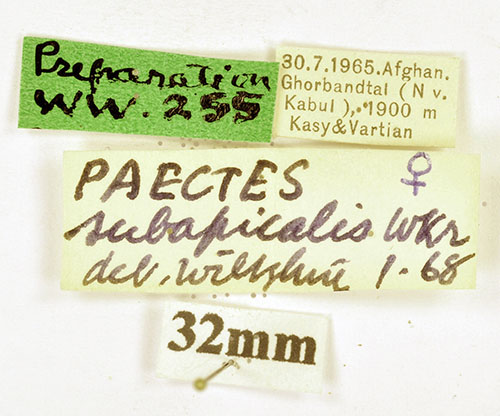 Preparation
WW. 255
30.7.1965.Afghan.
Ghorbandtal (N v.
Kabul), 1900 m
Kasy&Vartian
PAECTES ♀
subapicalis Wkr
det. Wiltshire 1.68
32mm